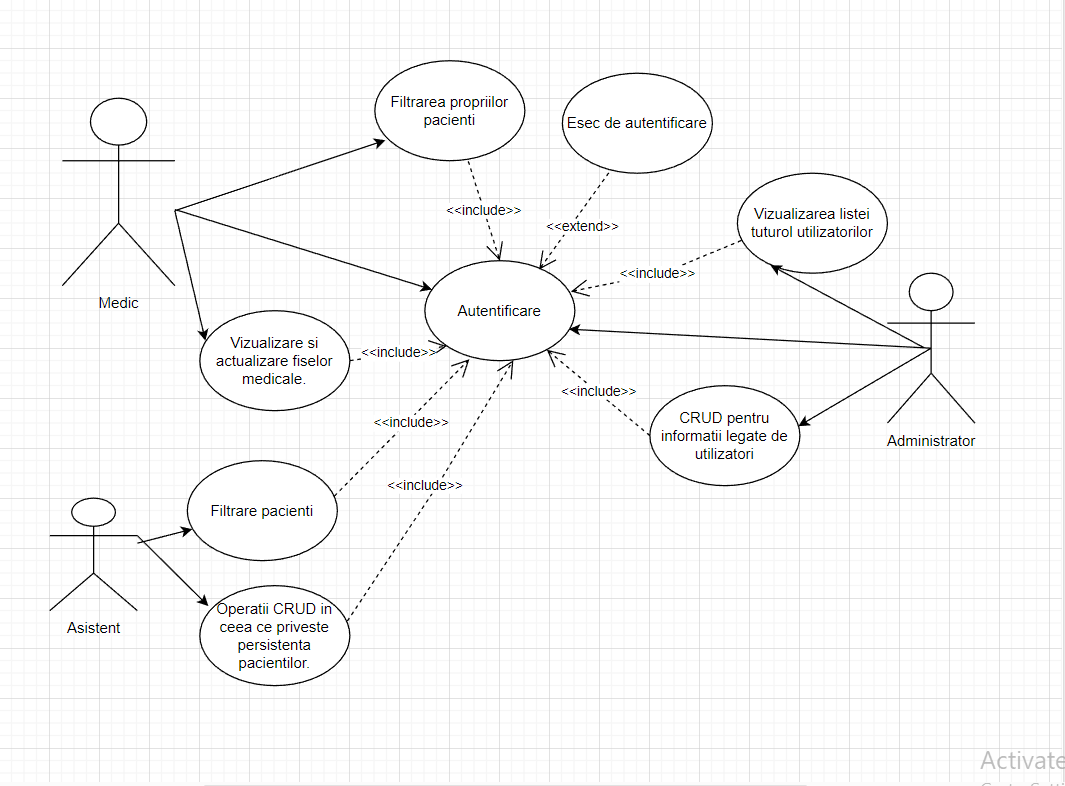 Filtrarea propriilor
pacienti
Esec de autentificare
Vizualizarea listei
tuturol utilizatorilor
<<include>>
<<extend>>
<<include>>
Medic
Autentificare
Vizualizare si
actualizare fiselor
medicale.
<<include>>
<<include>>
CRUD pentru
informatii legate de
utilizatori
Administrator
<<include>>
<<include>>
Filtrare pacienti
Asistent
Operatii CRUD in
ceea ce priveste
persistenta
pacientilor.
Activate